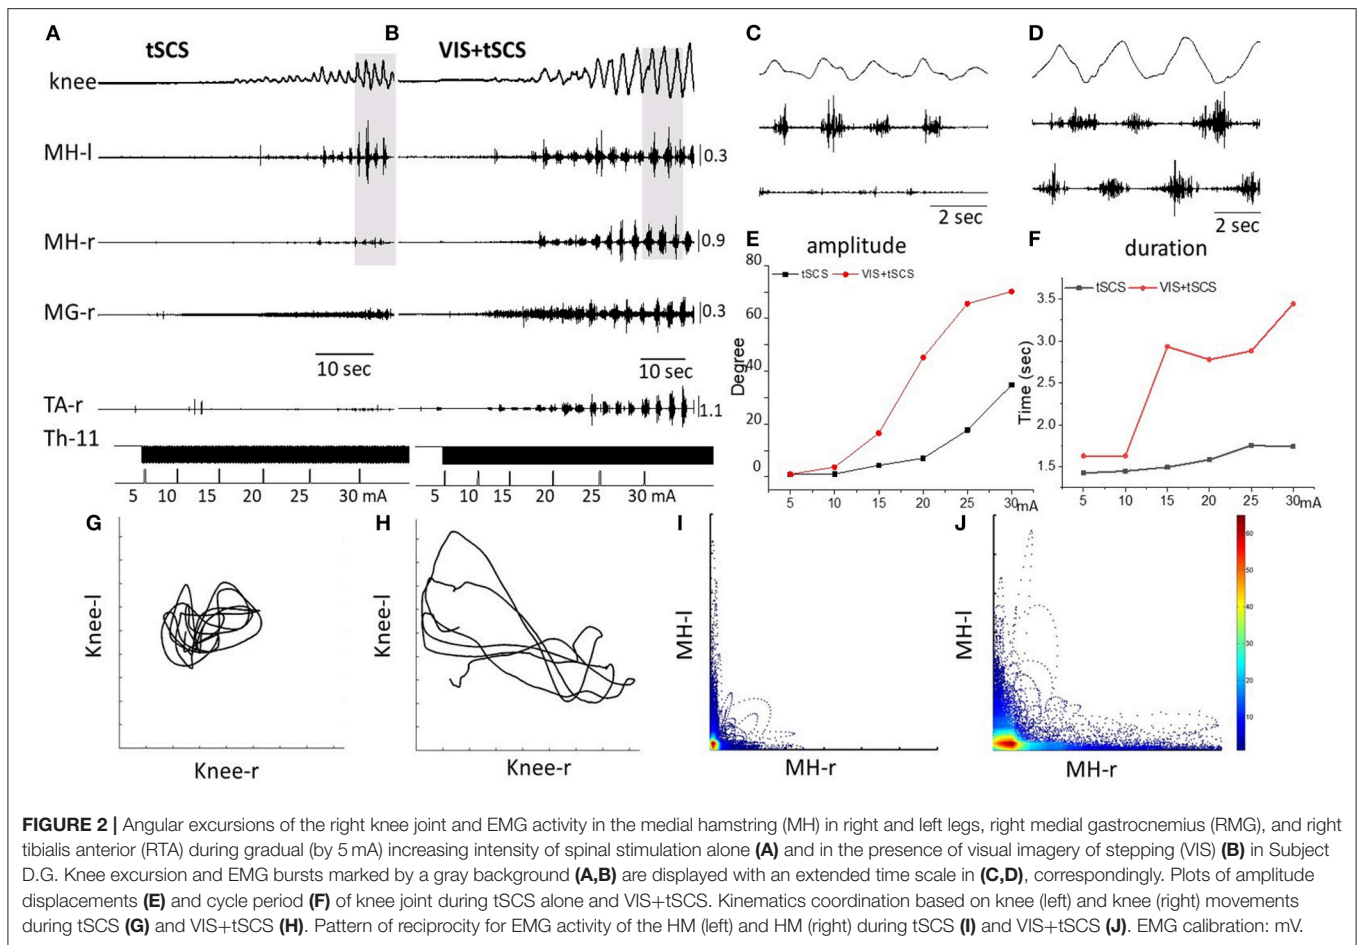 A
tSCS
B
VIS+tSCS
C
D
knee
MH-l
0.3
MH-r
0.9
MG-r
0.3
10 sec
10 sec
TA-r
1.1
Th-11
5 10 15 20 25 30 mA
5 10 15 20 25 30 mA
2 sec
2 sec
E
amplitude
tSCS
VIS+tSCS
Degree
80
60
40
20
0
5 10 15 20 25 30 mA
F
duration
tSCS
VIS+tSCS
Time (sec)
3.5
3.0
2.5
2.0
1.5
5 10 15 20 25 30 mA
G
Knee-l
Knee-r
H
Knee-l
Knee-r
I
MH-l
MH-r
J
MH-l
MH-r
60
50
40
30
20
10
FIGURE 2 | Angular excursions of the right knee joint and EMG activity in the medial hamstring (MH) in right and left legs, right medial gastrocnemius (RMG), and right
tibialis anterior (RTA) during gradual (by 5 mA) increasing intensity of spinal stimulation alone (A) and in the presence of visual imagery of stepping (VIS) (B) in Subject
D.G. Knee excursion and EMG bursts marked by a gray background (A,B) are displayed with an extended time scale in (C,D), correspondingly. Plots of amplitude
displacements (E) and cycle period (F) of knee joint during tSCS alone and VIS+tSCS. Kinematics coordination based on knee (left) and knee (right) movements
during tSCS (G) and VIS+tSCS (H). Pattern of reciprocity for EMG activity of the HM (left) and HM (right) during tSCS (I) and VIS+tSCS (J). EMG calibration: mV.